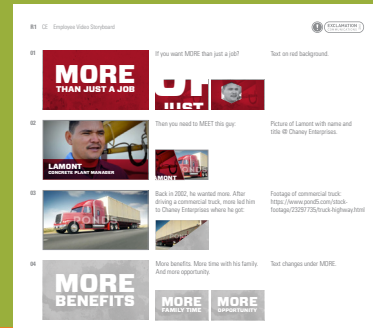 R1 CE Employee Video Storyboard
EXCLAMATION
COMMUNICATIONS
01
MORE
THAN JUST A JOB
If you want MORE than just a job?
JUST
Text on red background.
02
LAMONT
CONCRETE PLANT MANAGER
Then you need to MEET this guy:
AMONT
Picture of Lamont with name and
title @ Chaney Enterprises.
03
POND5
Back in 2002, he wanted more. After
driving a commercial truck, more led him
to Chaney Enterprises where he got:
Footage of commercial truck:
https://www.pond5.com/stock-
footage/23297735/truck-highway.html
04
MORE
BENEFITS
More benefits. More time with his family.
And more opportunity.
MORE
FAMILY TIME
MORE
OPPORTUNITY
Text changes under MORE.